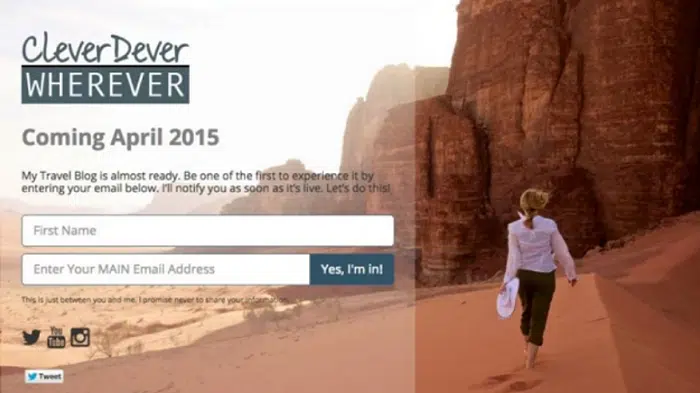 CleverDever
WHEREVER
Coming April 2015
My Travel Blog is almost ready. Be one of the first to experience it by
entering your email below. I'll notify you as soon as it's live. Let's do this!
First Name
Enter Your MAIN Email Address
Yes, I'm in!
This is just between you and me. I promise never to share your information.
You
Tube
Tweet